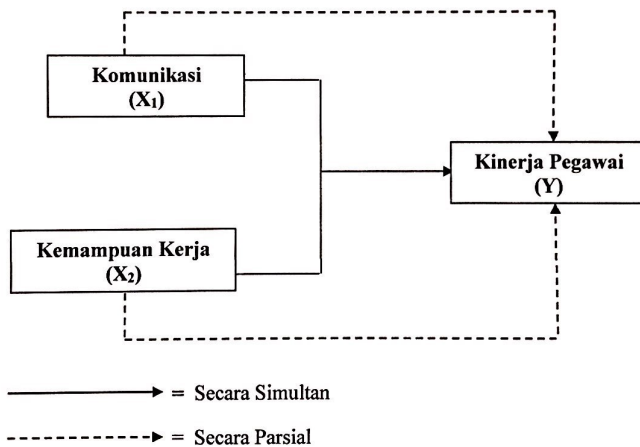 Komunikasi
(X₁)
Kinerja Pegawai
(Y)
Kemampuan Kerja
(X₂)
= Secara Simultan
= Secara Parsial